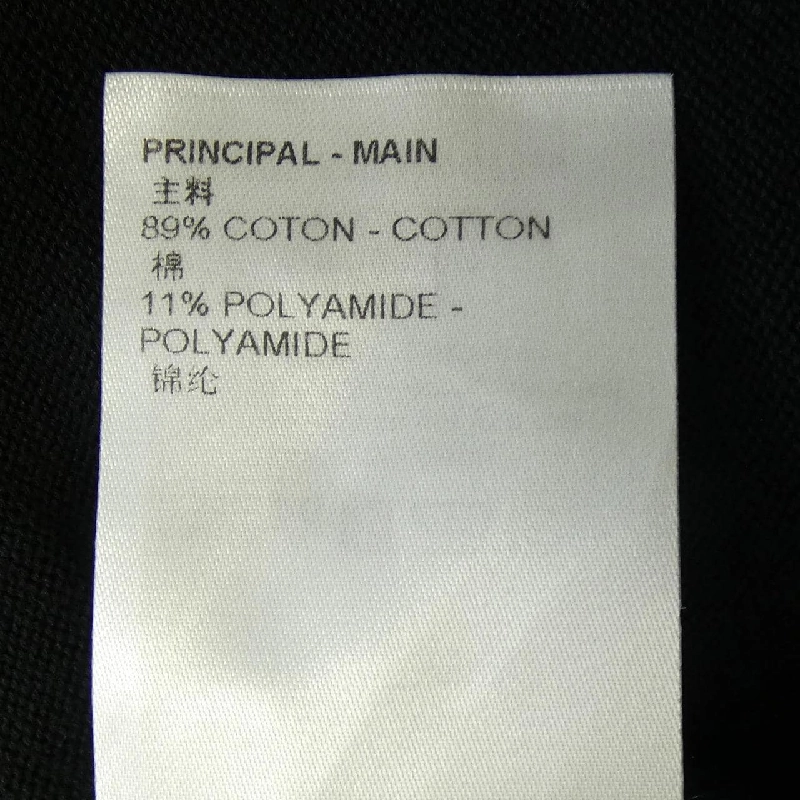 PRINCIPAL - MAIN
主料
89% COTON - COTTON
棉
11% POLYAMIDE -
POLYAMIDE
锦纶